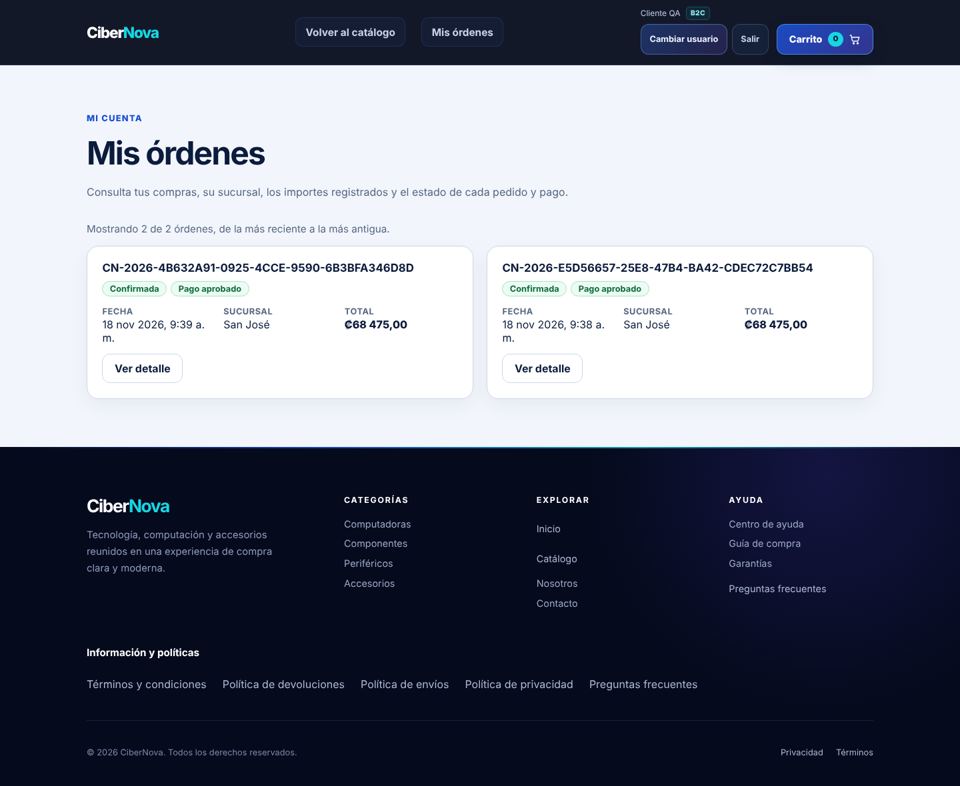 CiberNova
Volver al catálogo
Mis órdenes
Cliente QA B2C
Cambiar usuario
Salir
Carrito 0
MI CUENTA
Mis órdenes
Consulta tus compras, su sucursal, los importes registrados y el estado de cada pedido y pago.
Mostrando 2 de 2 órdenes, de la más reciente a la más antigua.
CN-2026-4B632A91-0925-4CCE-9590-6B3BFA346D8D
Confirmada Pago aprobado
FECHA SUCURSAL TOTAL
18 nov 2026, 9:39 a. San José ₡68 475,00
m.
Ver detalle
CN-2026-E5D56657-25E8-47B4-BA42-CDEC72C7BB54
Confirmada Pago aprobado
FECHA SUCURSAL TOTAL
18 nov 2026, 9:38 a. San José ₡68 475,00
m.
Ver detalle
CiberNova
Tecnología, computación y accesorios
reunidos en una experiencia de compra
clara y moderna.
CATEGORÍAS
Computadoras
Componentes
Periféricos
Accesorios
EXPLORAR
Inicio
Catálogo
Nosotros
Contacto
AYUDA
Centro de ayuda
Guía de compra
Garantías
Preguntas frecuentes
Información y políticas
Términos y condiciones Política de devoluciones Política de envíos Política de privacidad Preguntas frecuentes
© 2026 CiberNova. Todos los derechos reservados.
Privacidad Términos